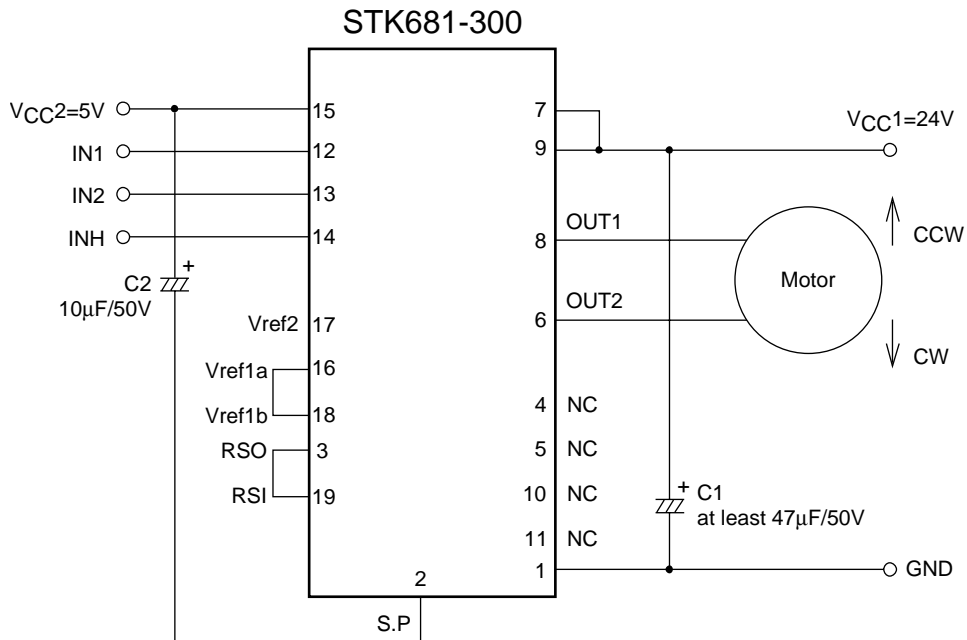 STK681-300
VCC2=5V
IN1
IN2
INH
C2
+
10μF/50V
Vref2
Vref1a
Vref1b
RSO
RSI
15
12
13
14
17
16
18
3
19
2
S.P
7
9
8
6
4
5
10
11
1
OUT1
OUT2
NC
NC
NC
NC
VCC1=24V
Motor
CCW
CW
+
C1
at least 47μF/50V
GND